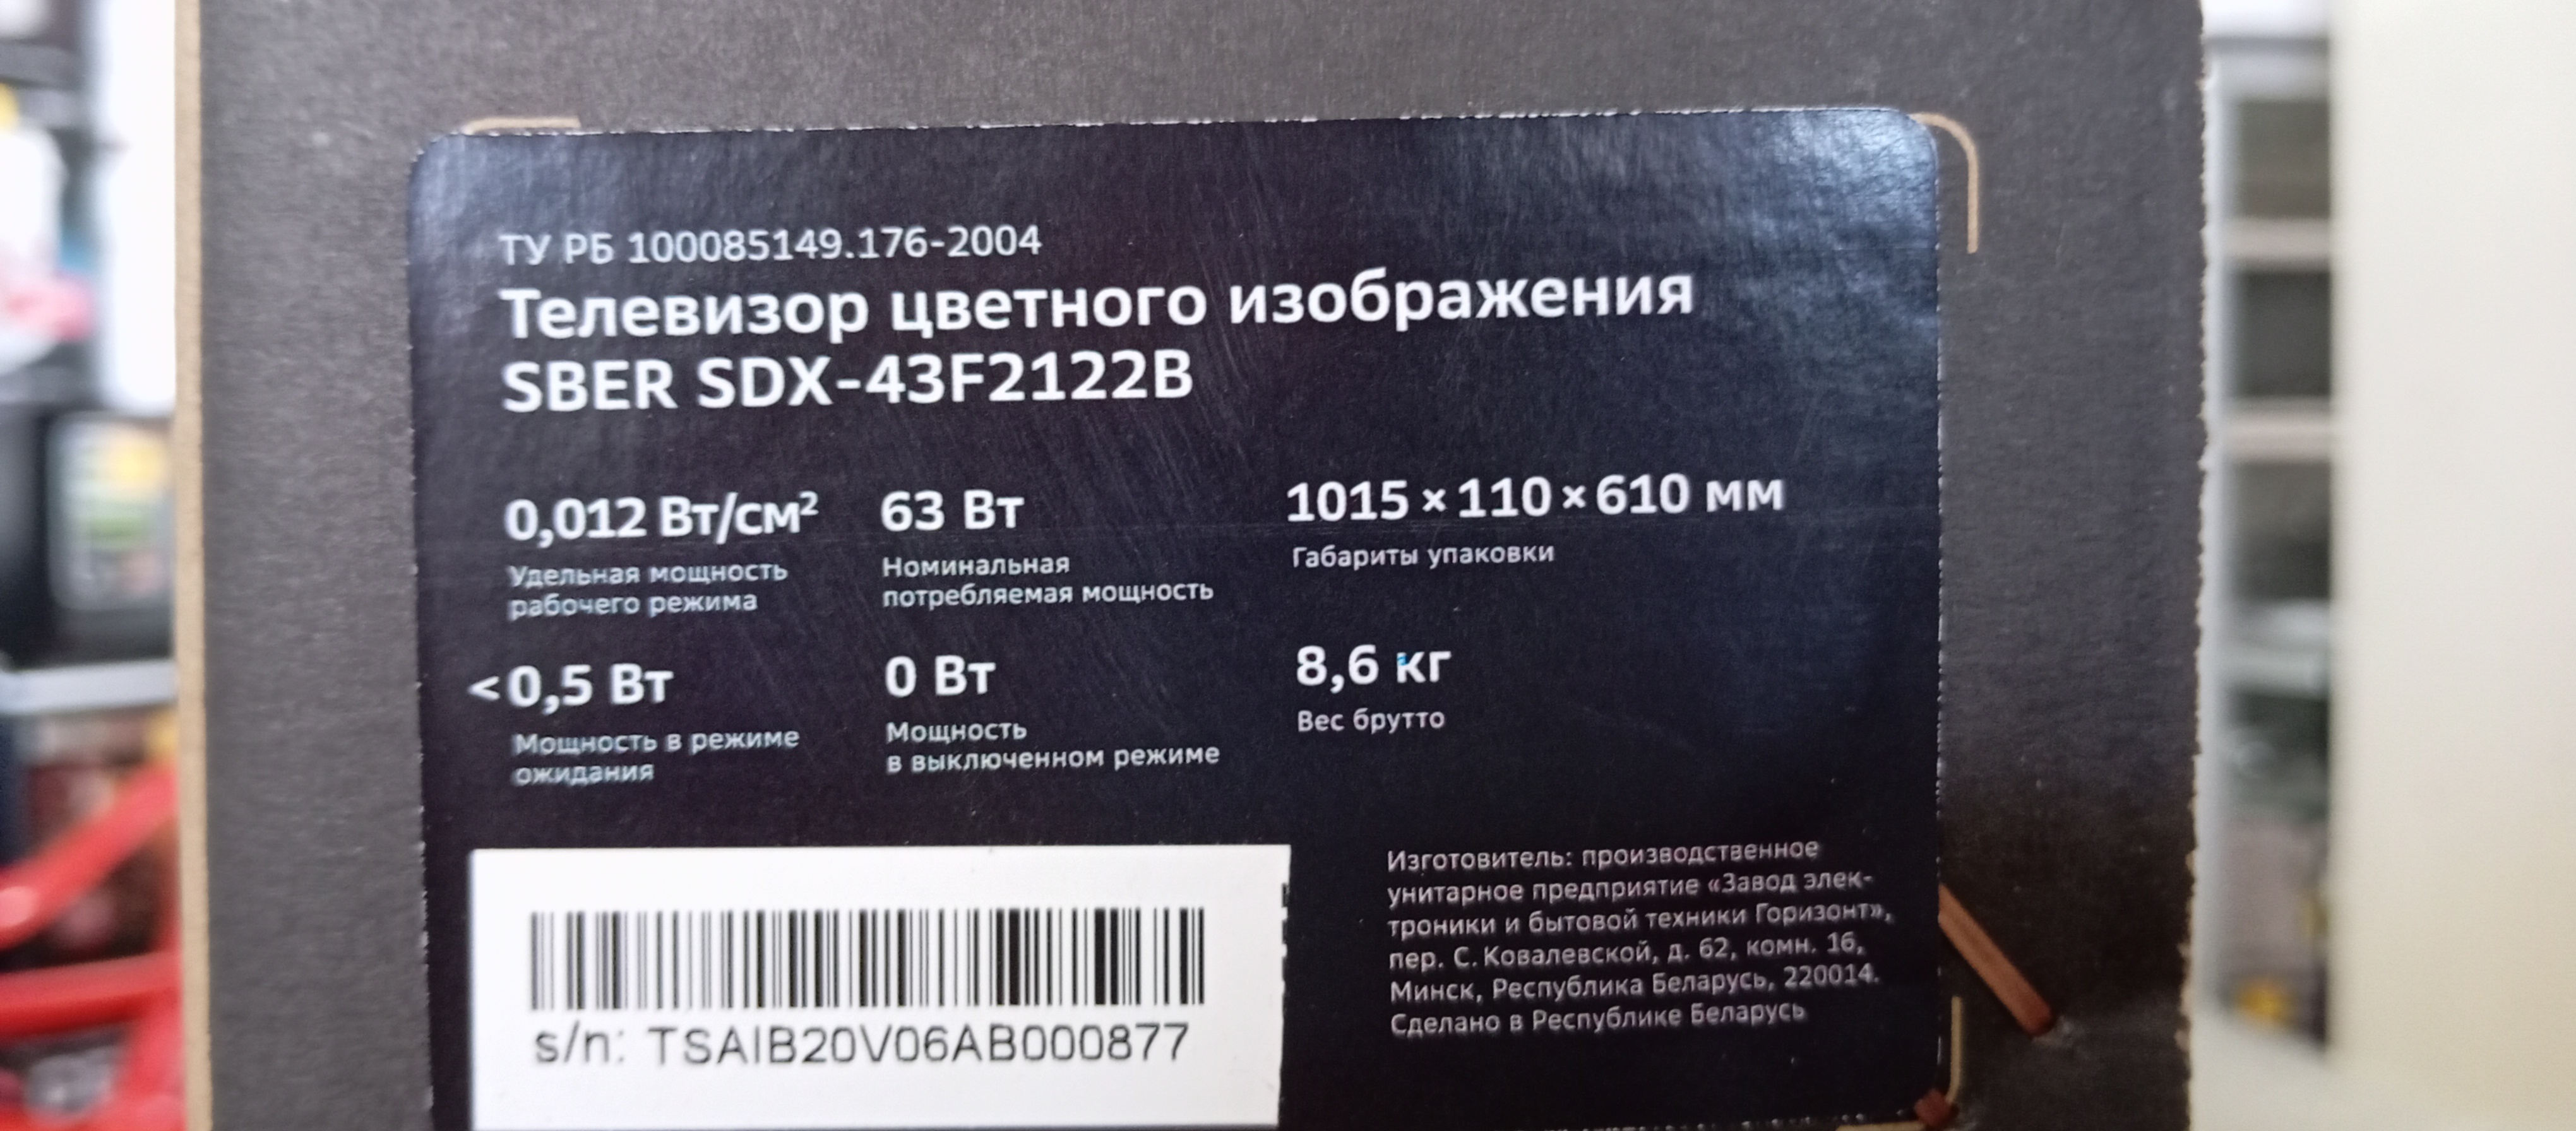 ТУ РБ 100085149.176-2004
Телевизор цветного изображения
SBER SDX-43F2122B
0,012 Вт/см²
Удельная мощность
рабочего режима
63 Вт
Номинальная
потребляемая мощность
1015 × 110 × 610 мм
Габариты упаковки
<0,5 Вт
Мощность в режиме
ожидания
0 Вт
Мощность
в выключенном режиме
8,6 кг
Вес брутто
s/n: TSAIB20V06AB000877
Изготовитель: производственное
унитарное предприятие «Завод элек-
троники и бытовой техники Горизонт»,
пер. С. Ковалевской, д. 62, комн. 16,
Минск, Республика Беларусь, 220014.
Сделано в Республике Беларусь